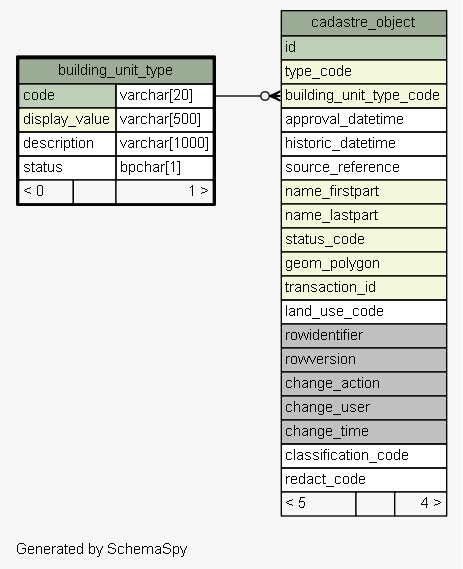 building_unit_type
code varchar[20]
display_value varchar[500]
description varchar[1000]
status bpchar[1]
< 0 1 >
cadastre_object
id
type_code
building_unit_type_code
approval_datetime
historic_datetime
source_reference
name_firstpart
name_lastpart
status_code
geom_polygon
transaction_id
land_use_code
rowidentifier
rowversion
change_action
change_user
change_time
classification_code
redact_code
< 5 4 >
Generated by SchemaSpy